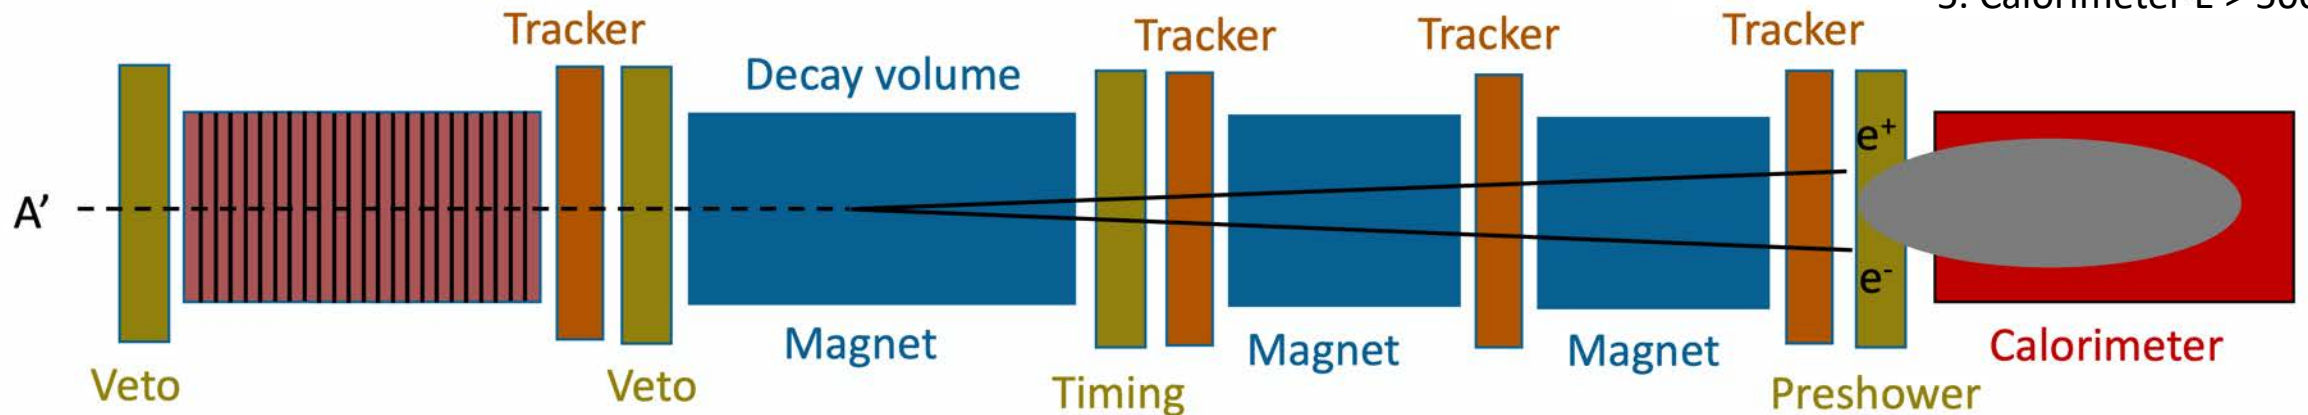 Tracker
Decay volume
Tracker
Tracker
Tracker
A’
e⁺
e⁻
Veto
Veto
Magnet
Timing
Magnet
Magnet
Preshower
Calorimeter